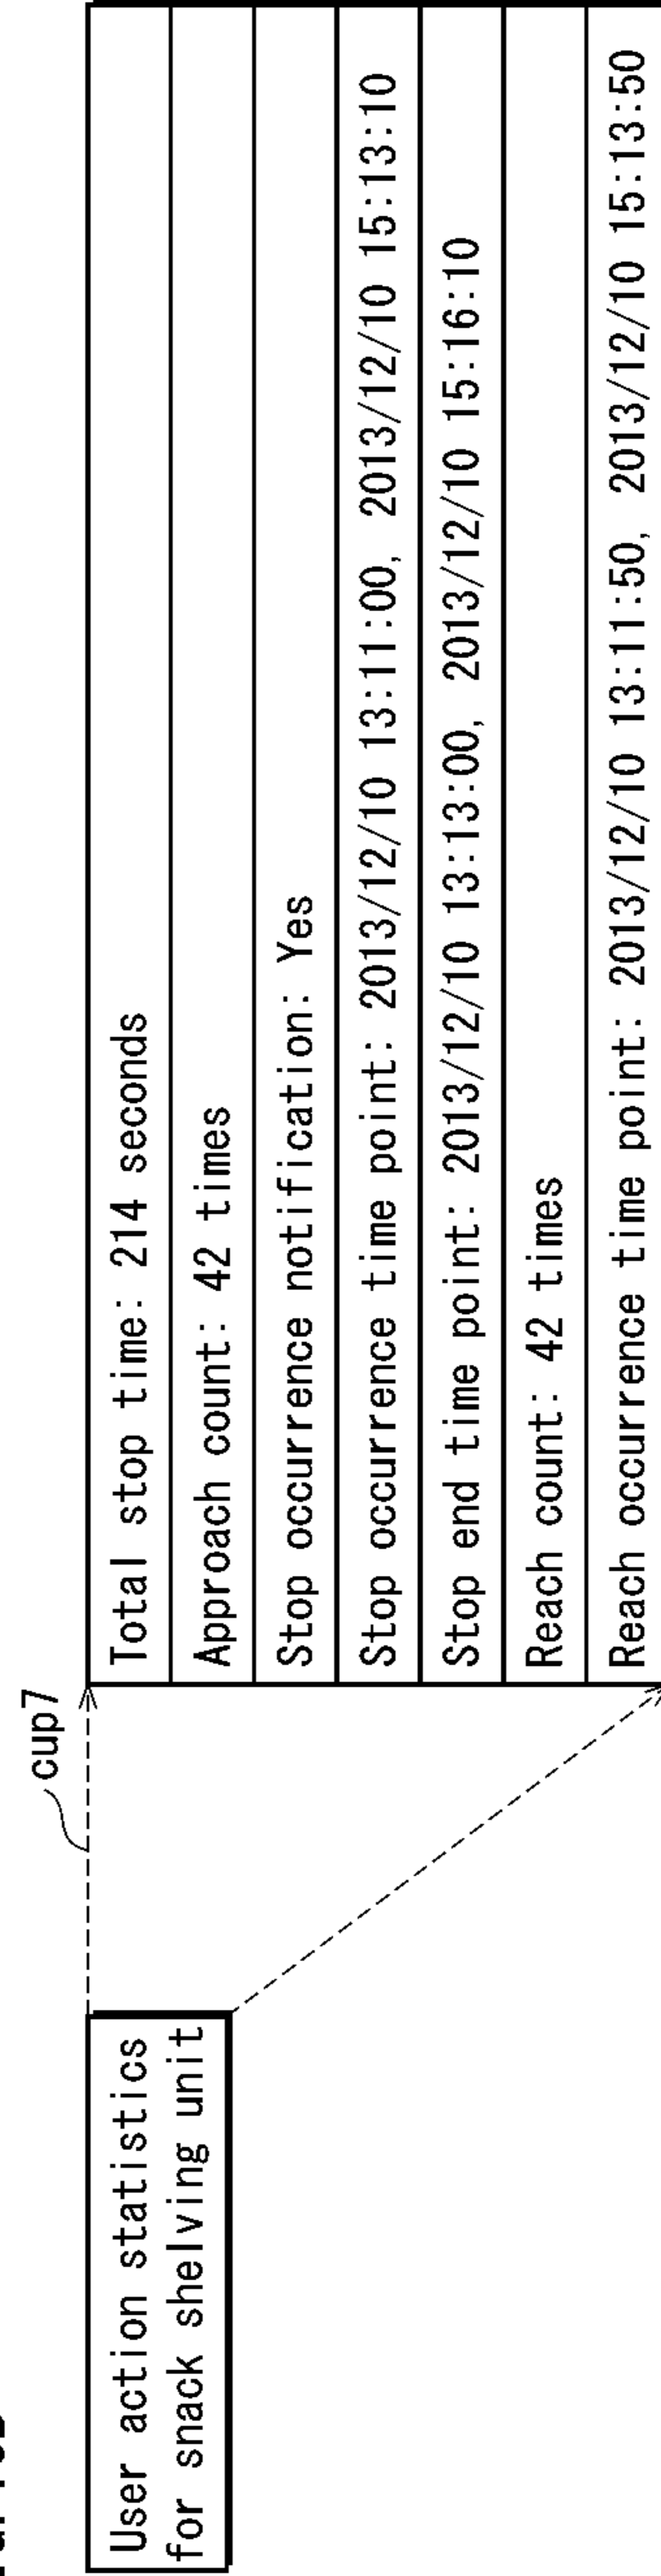 cup7
User action statistics
for snack shelving unit
Total stop time: 214 seconds
Approach count: 42 times
Stop occurrence notification: Yes
Stop occurrence time point: 2013/12/10 13:11:00, 2013/12/10 15:13:10
Stop end time point: 2013/12/10 13:13:00, 2013/12/10 15:16:10
Reach count: 42 times
Reach occurrence time point: 2013/12/10 13:11:50, 2013/12/10 15:13:50